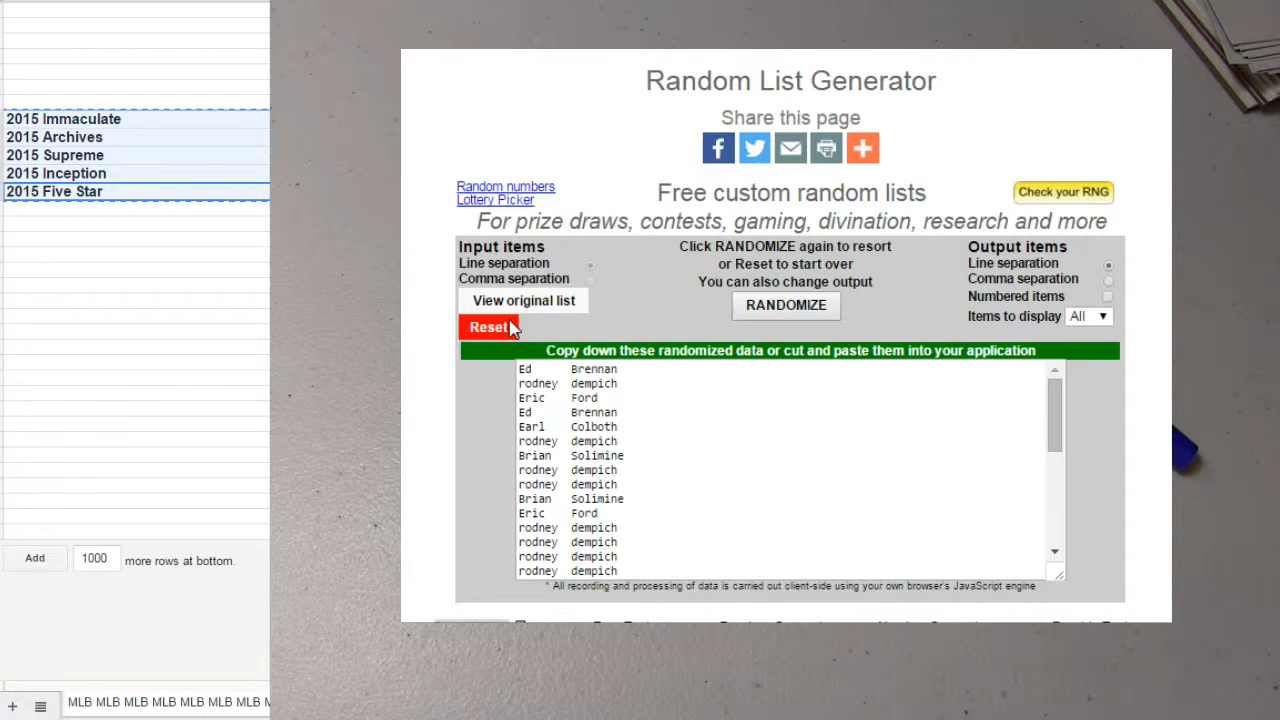 2015 Immaculate
2015 Archives
2015 Supreme
2015 Inception
2015 Five Star
Add 1000 more rows at bottom.
MLB MLB MLB MLB MLB MLB MLB
Random List Generator
Share this page
Random numbers
Lottery Picker
Free custom random lists
Check your RNG
For prize draws, contests, gaming, divination, research and more
Input items
Line separation
Comma separation
View original list
Reset
Click RANDOMIZE again to resort
or Reset to start over
You can also change output
RANDOMIZE
Output items
Line separation
Comma separation
Numbered items
Items to display All
Copy down these randomized data or cut and paste them into your application
Ed Brennan
rodney dempich
Eric Ford
Ed Brennan
Earl Colboth
rodney dempich
Brian Solimine
rodney dempich
rodney dempich
Brian Solimine
Eric Ford
rodney dempich
rodney dempich
rodney dempich
rodney dempich
* All recording and processing of data is carried out client-side using your own browser's JavaScript engine